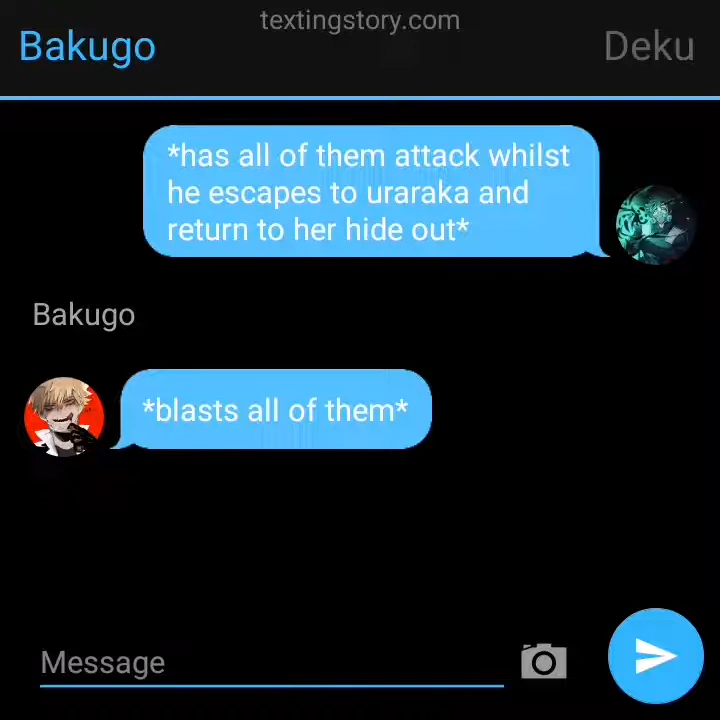 textingstory.com
Bakugo
Deku
*has all of them attack whilst
he escapes to uraraka and
return to her hide out*
Bakugo
*blasts all of them*
Message